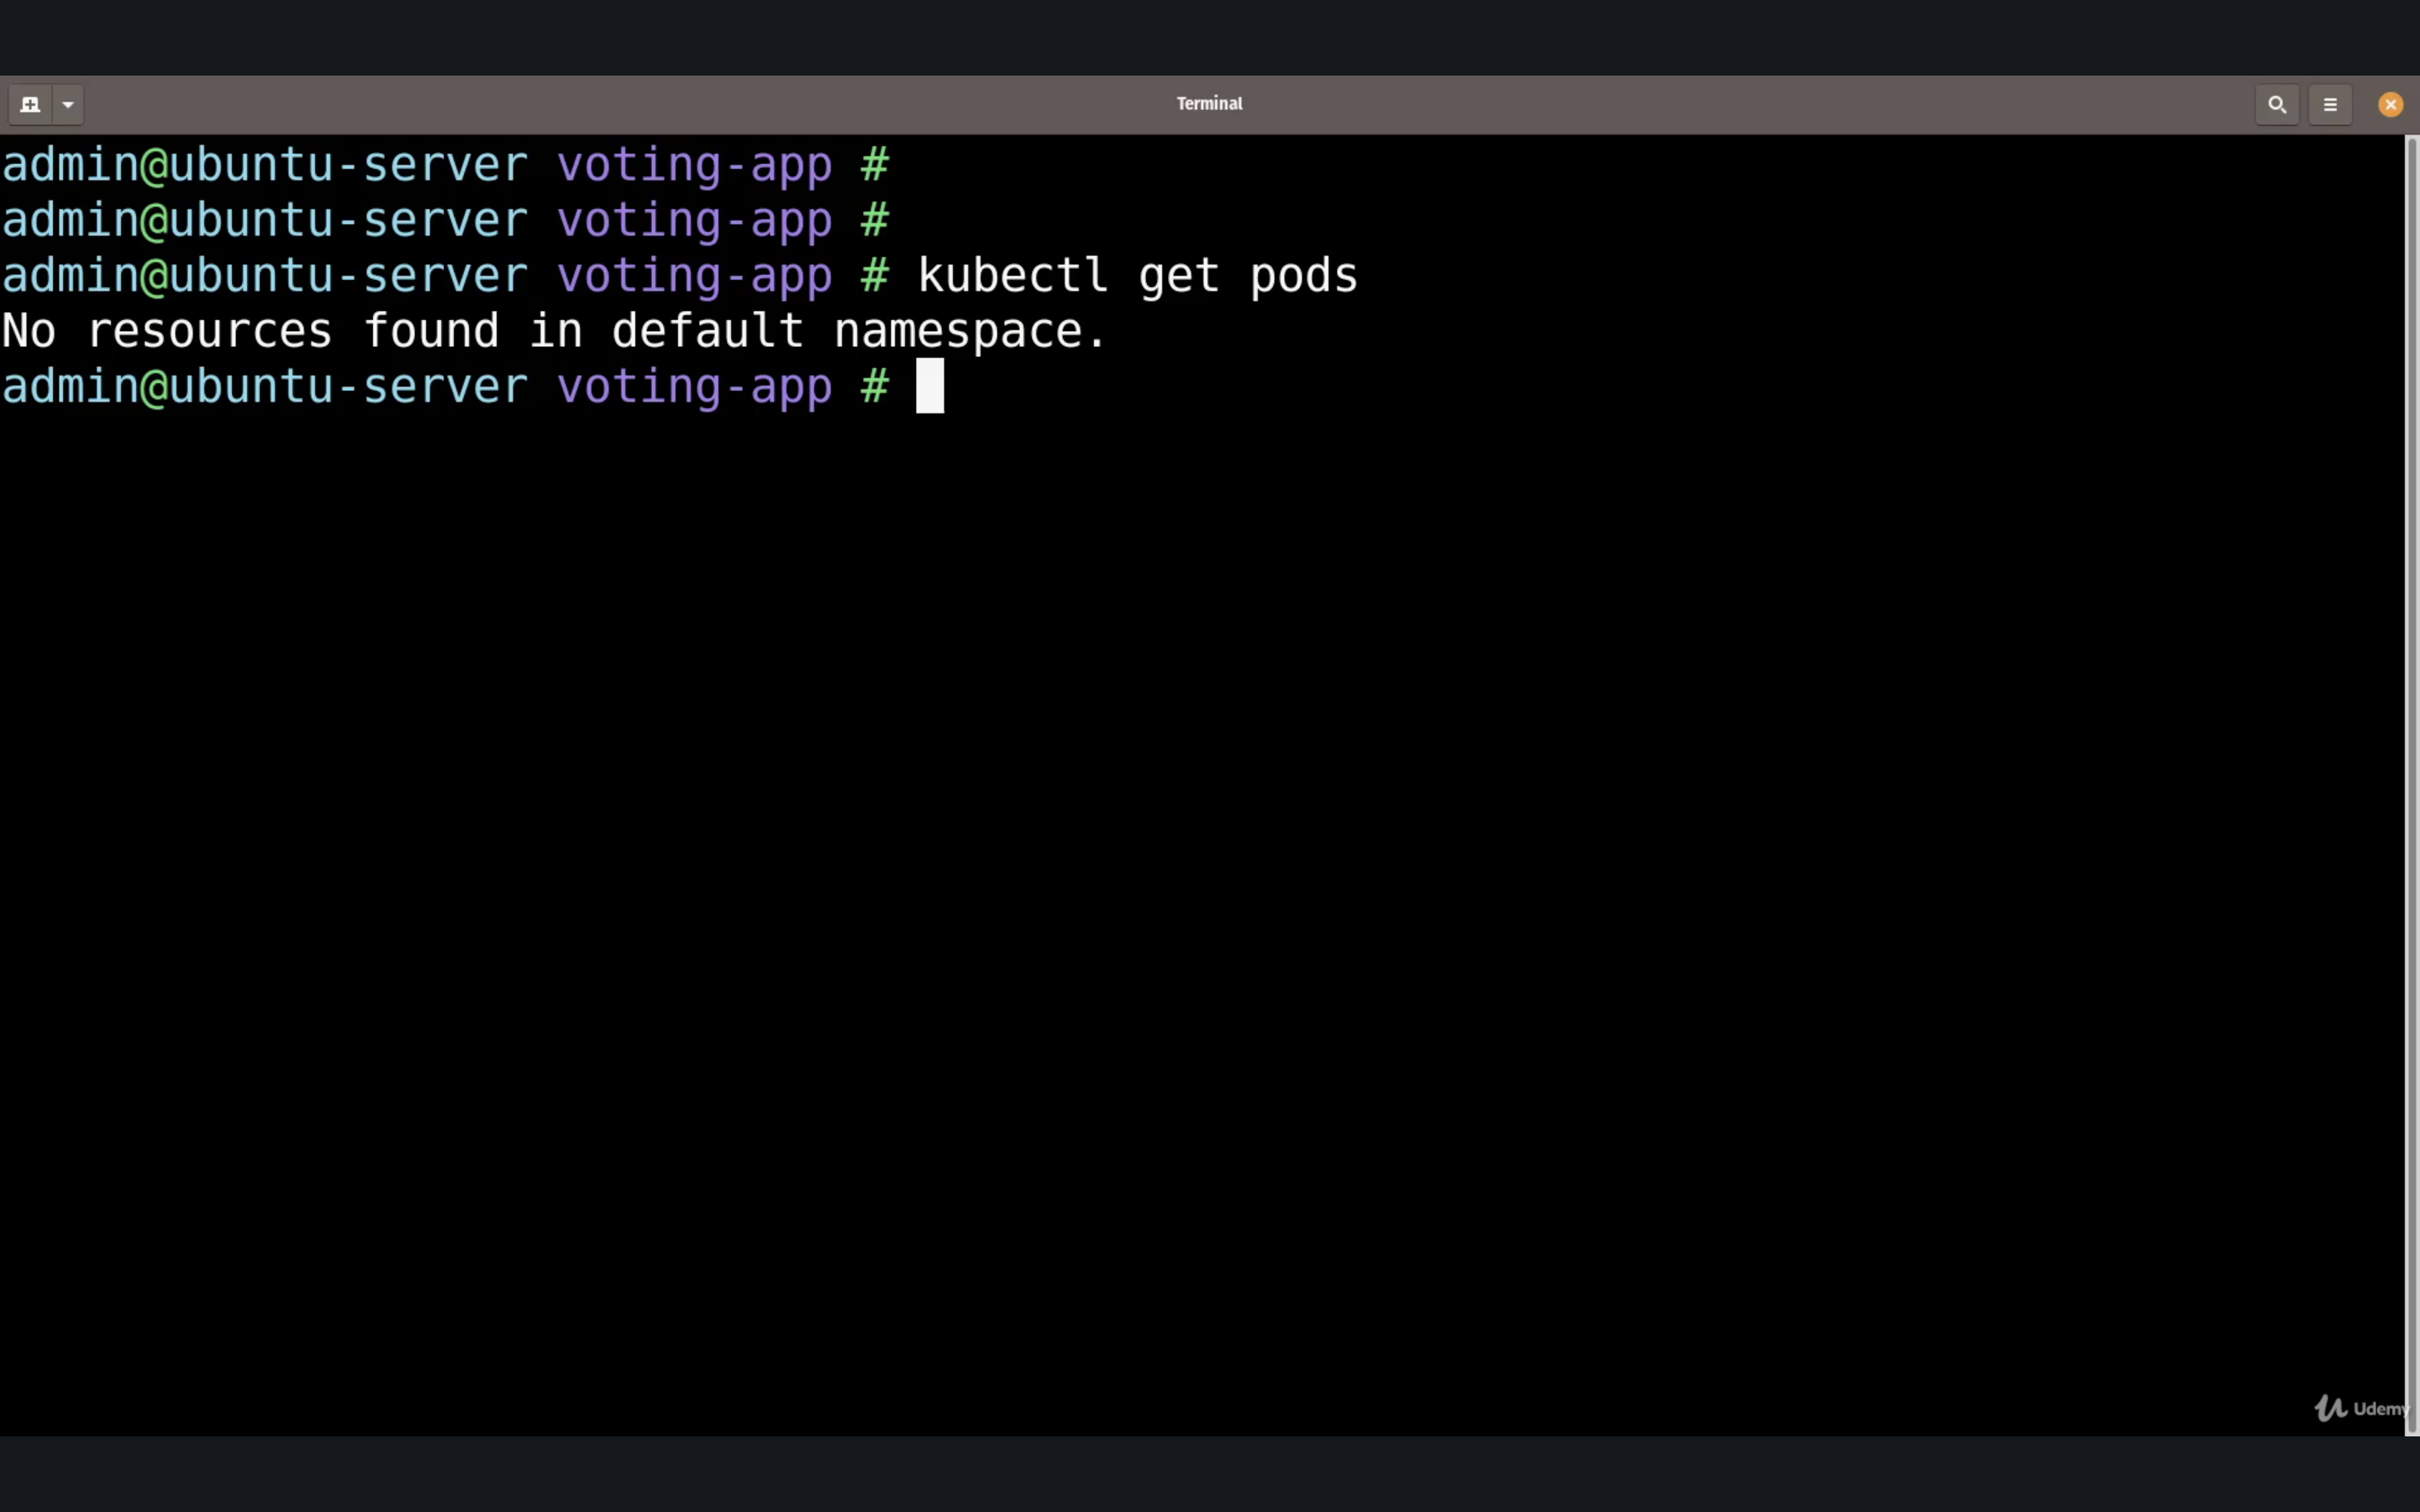 Terminal
admin@ubuntu-server voting-app #
admin@ubuntu-server voting-app #
admin@ubuntu-server voting-app # kubectl get pods
No resources found in default namespace.
admin@ubuntu-server voting-app #
Udemy